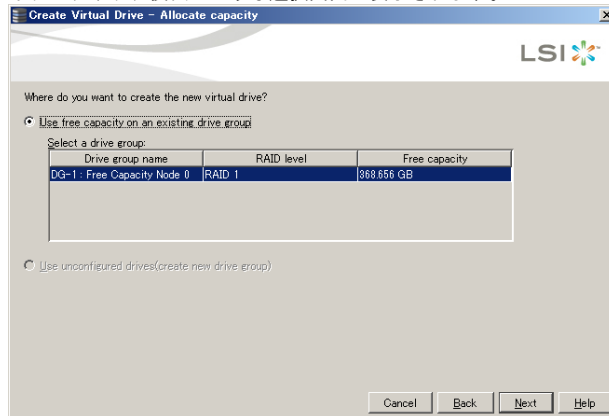 Create Virtual Drive - Allocate capacity
LSI
Where do you want to create the new virtual drive?
Use free capacity on an existing drive group
Select a drive group:
Drive group name RAID level Free capacity
DG-1 : Free Capacity Node 0 RAID 1 368.656 GB
Use unconfigured drives(create new drive group)
Cancel Back Next Help